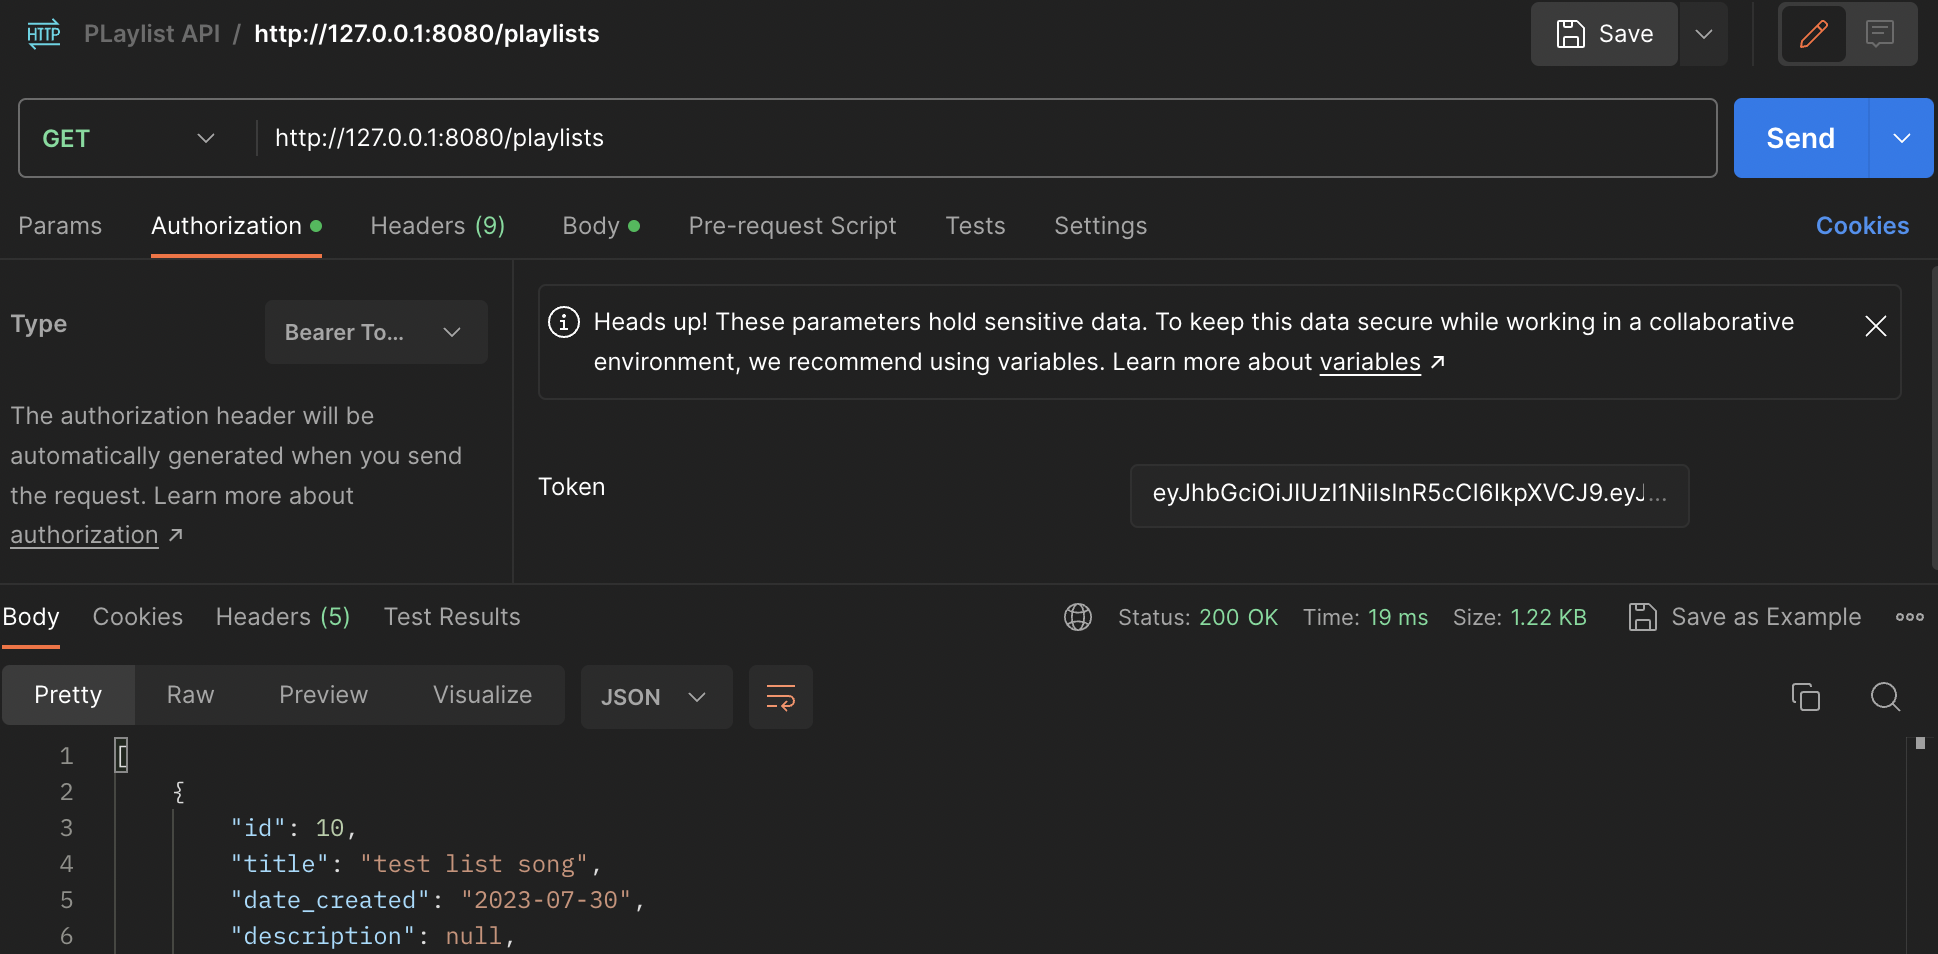 HTTP PLaylist API / http://127.0.0.1:8080/playlists Save
GET http://127.0.0.1:8080/playlists Send
Params Authorization Headers (9) Body Pre-request Script Tests Settings Cookies
Type Bearer To...
The authorization header will be
automatically generated when you send
the request. Learn more about
authorization ↗
Heads up! These parameters hold sensitive data. To keep this data secure while working in a collaborative
environment, we recommend using variables. Learn more about variables ↗
Token eyJhbGciOiJIUzI1NiIsInR5cCI6IkpXVCJ9.eyJ...
Body Cookies Headers (5) Test Results Status: 200 OK Time: 19 ms Size: 1.22 KB Save as Example
Pretty Raw Preview Visualize JSON
1 [
2 {
3 "id": 10,
4 "title": "test list song",
5 "date_created": "2023-07-30",
6 "description": null,